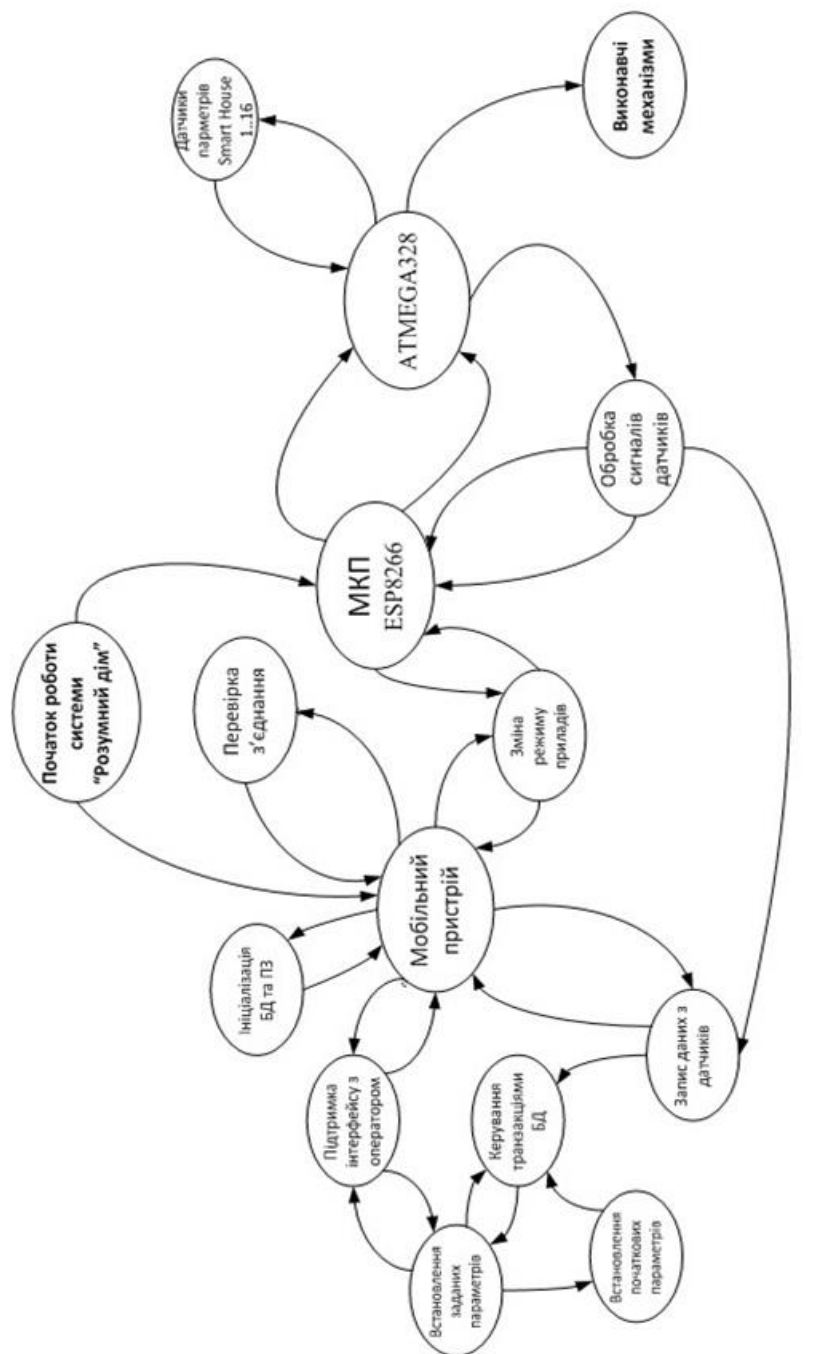 Початок роботи
системи
“Розумний дім”
Датчики
парметрів
Smart House
1..16
Перевірка
з’єднання
Ініціалізація
БД та ПЗ
МКП
ESP8266
ATMEGA328
Виконавчі
механізми
Підтримка
інтерфейсу з
оператором
Мобільний
пристрій
Зміна
режиму
приладів
Обробка
сигналів
датчиків
Встановлення
заданих
параметрів
Керування
транзакціями
БД
Запис даних з
датчиків
Встановлення
початкових
параметрів